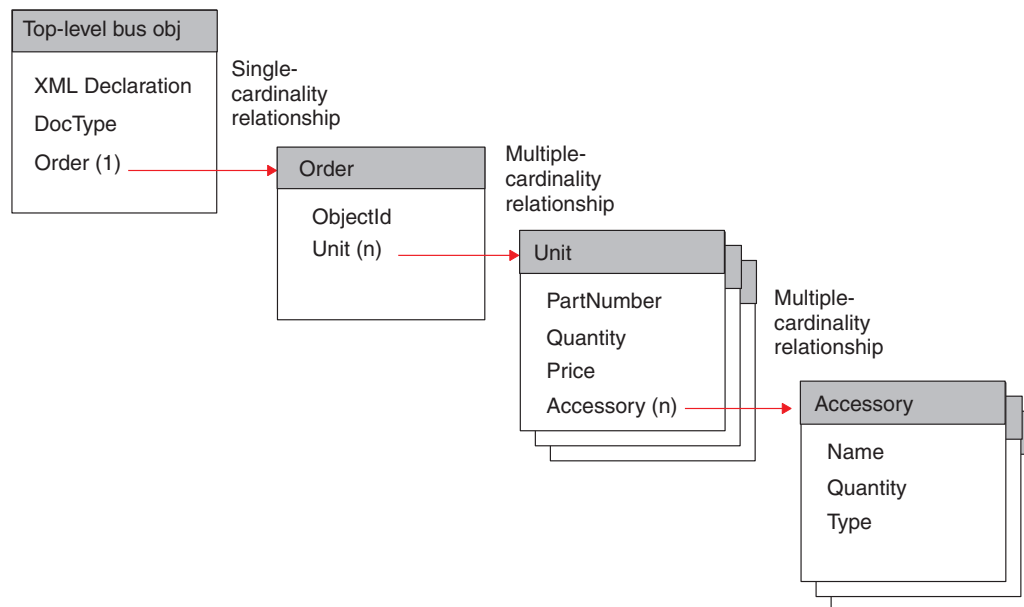 Top-level bus obj
XML Declaration
DocType
Order (1)
Single-
cardinality
relationship
Order
ObjectId
Unit (n)
Multiple-
cardinality
relationship
Unit
PartNumber
Quantity
Price
Accessory (n)
Multiple-
cardinality
relationship
Accessory
Name
Quantity
Type